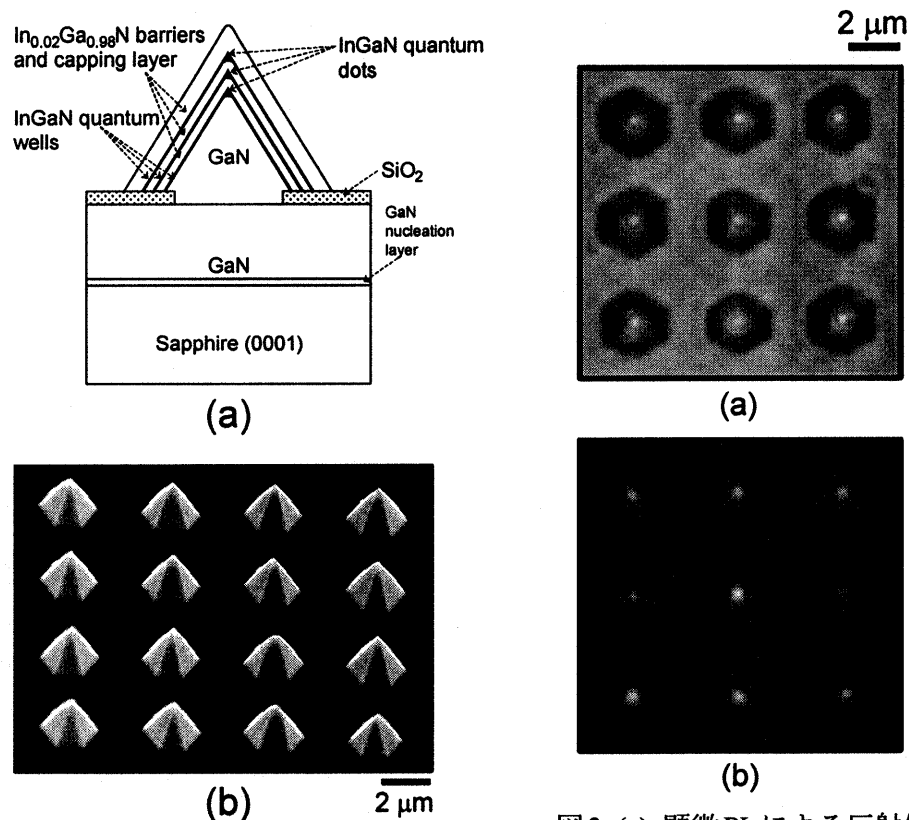 In0.02Ga0.98N barriers
and capping layer
InGaN quantum
dots
InGaN quantum
wells
GaN
SiO2
GaN
nucleation
layer
GaN
Sapphire (0001)
(a)
(b)
2 μm
2 μm
(a)
(b)